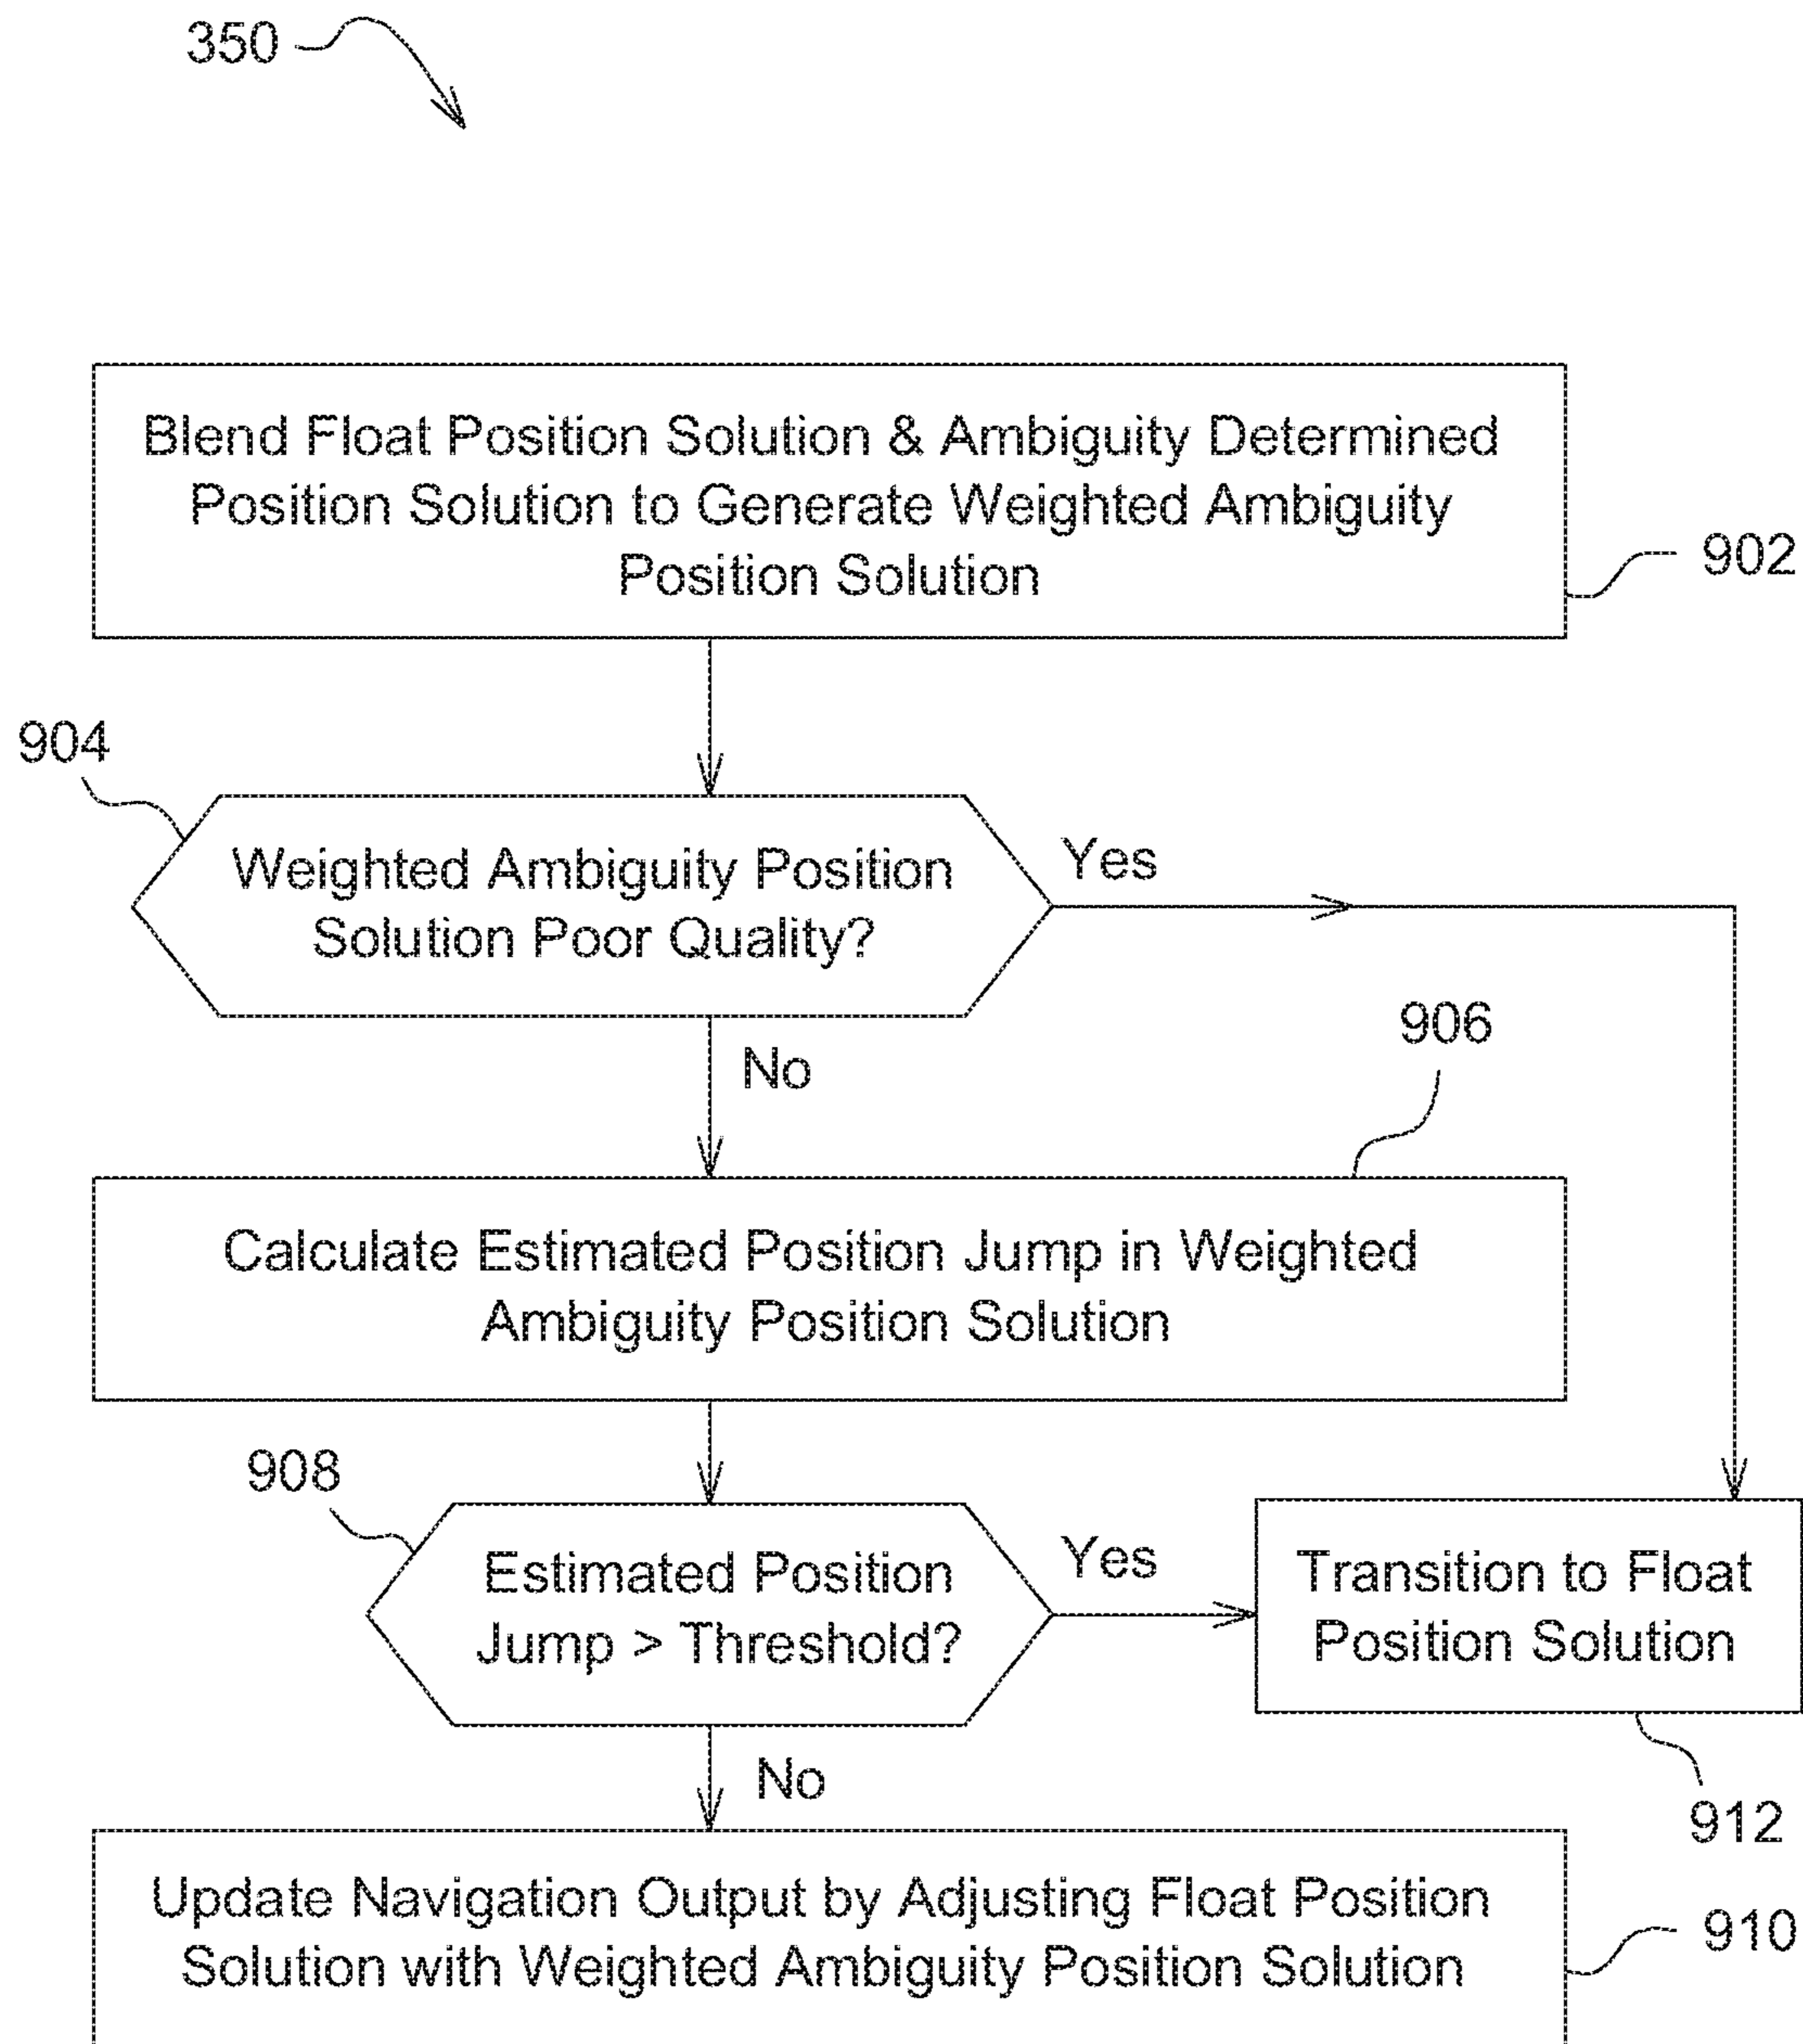 350
Blend Float Position Solution & Ambiguity Determined
Position Solution to Generate Weighted Ambiguity
Position Solution
902
904
Weighted Ambiguity Position
Solution Poor Quality?
Yes
No
906
Calculate Estimated Position Jump in Weighted
Ambiguity Position Solution
908
Estimated Position
Jump > Threshold?
Yes
Transition to Float
Position Solution
No
912
Update Navigation Output by Adjusting Float Position
Solution with Weighted Ambiguity Position Solution
910